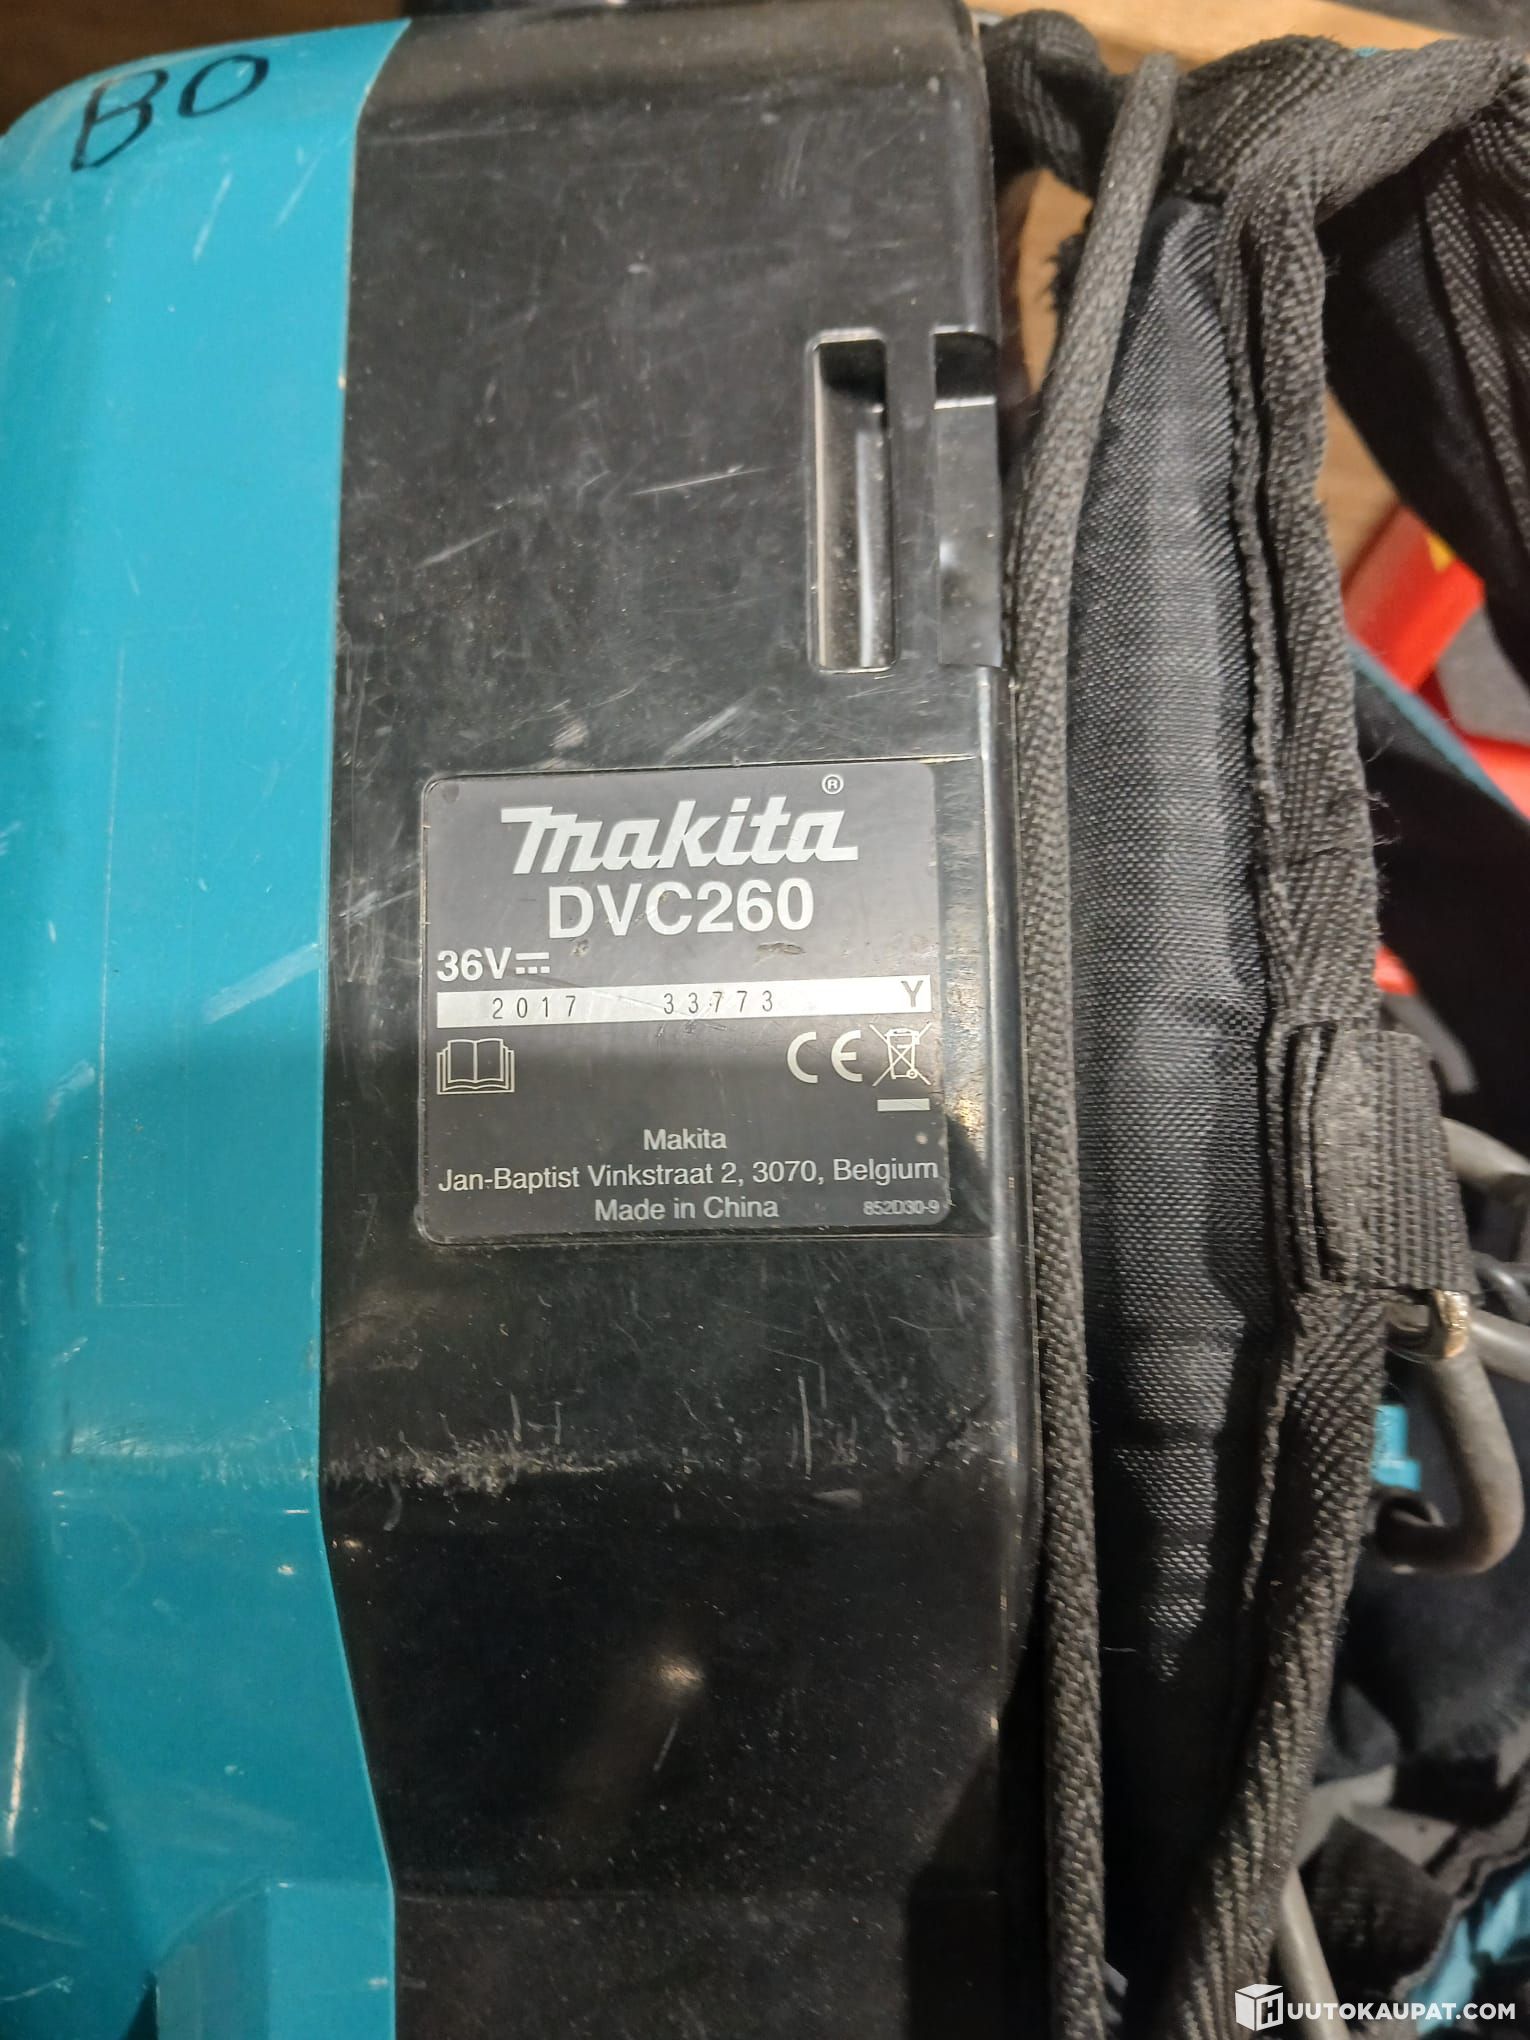 BO
makita®
DVC260
36V
2017 33773 Y
CE
Makita
Jan-Baptist Vinkstraat 2, 3070, Belgium
Made in China 852D30-9
HUUTOKAUPAT.COM